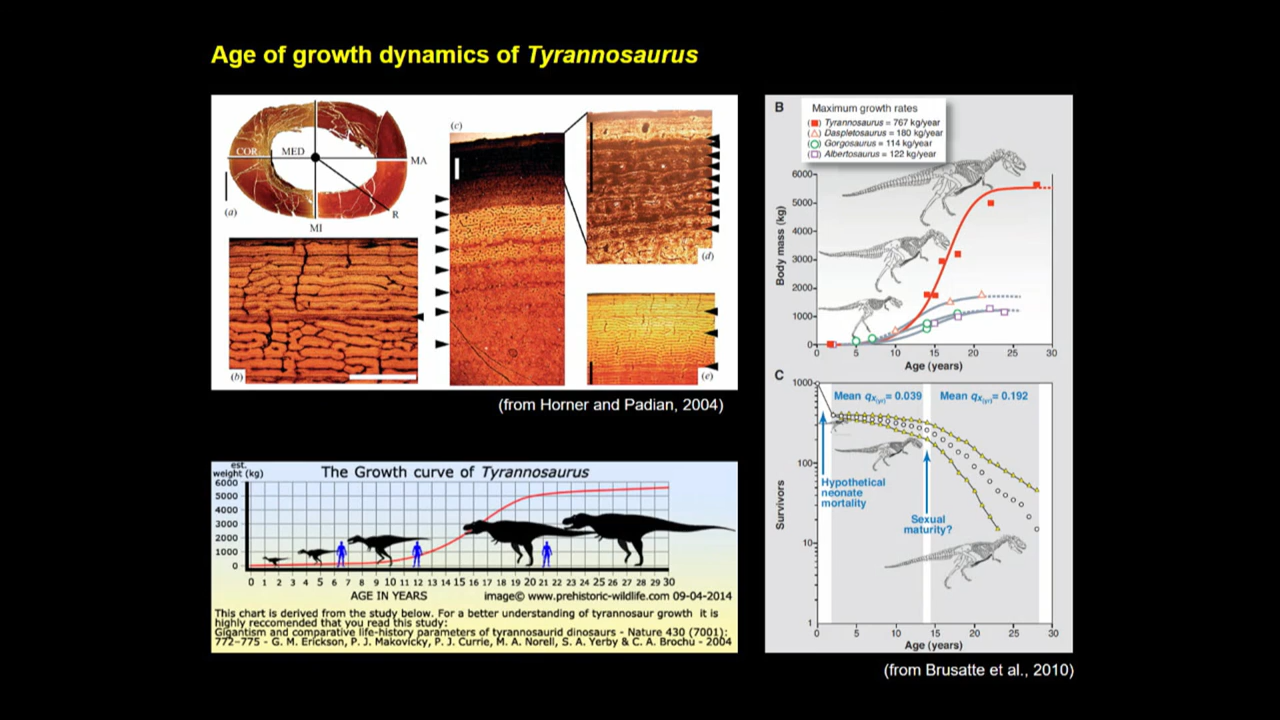 Age of growth dynamics of Tyrannosaurus
COR
MED
MA
R
MI
(a)
(b)
(c)
(d)
(e)
(from Horner and Padian, 2004)
est.
weight (kg)
The Growth curve of Tyrannosaurus
6000
5000
4000
3000
2000
1000
0
0 1 2 3 4 5 6 7 8 9 10 11 12 13 14 15 16 17 18 19 20 21 22 23 24 25 26 27 28 29 30
AGE IN YEARS
image© www.prehistoric-wildlife.com 09-04-2014
This chart is derived from the study below. For a better understanding of tyrannosaur growth it is
highly reccomended that you read this study:
Gigantism and comparative life-history parameters of tyrannosaurid dinosaurs - Nature 430 (7001):
772-775 - G. M. Erickson, P. J. Makovicky, P. J. Currie, M. A. Norell, S. A. Yerby & C. A. Brochu - 2004
B
Maximum growth rates
Tyrannosaurus = 767 kg/year
Daspletosaurus = 180 kg/year
Gorgosaurus = 114 kg/year
Albertosaurus = 122 kg/year
Body mass (kg)
6000
5000
4000
3000
2000
1000
0
0 5 10 15 20 25 30
Age (years)
C
Mean qx(yr)= 0.039
Mean qx(yr)= 0.192
Survivors
1000
100
10
1
Hypothetical
neonate
mortality
Sexual
maturity?
0 5 10 15 20 25 30
Age (years)
(from Brusatte et al., 2010)